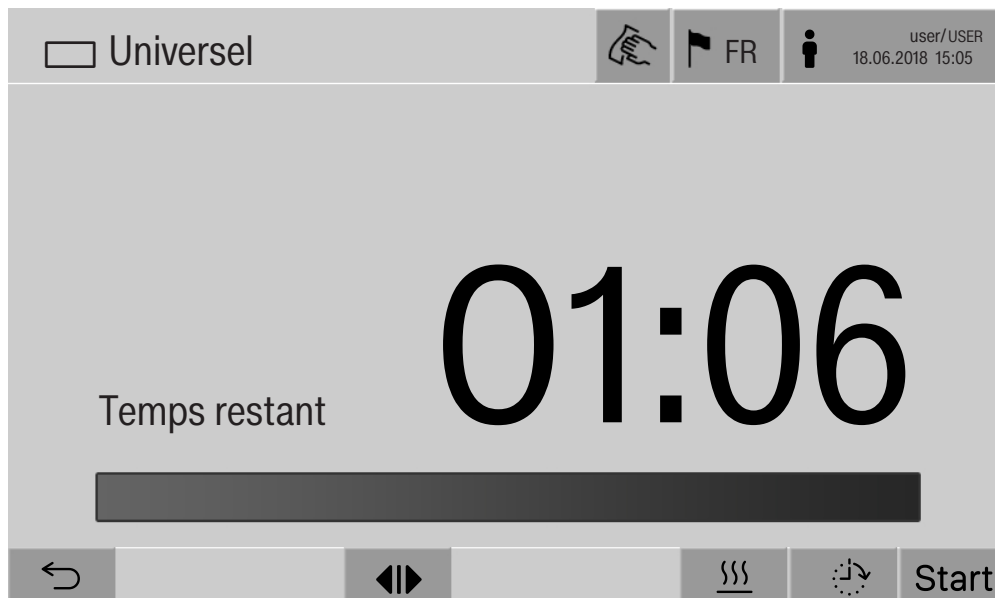 Universel
FR
user/USER
18.06.2018 15:05
01:06
Temps restant
Start